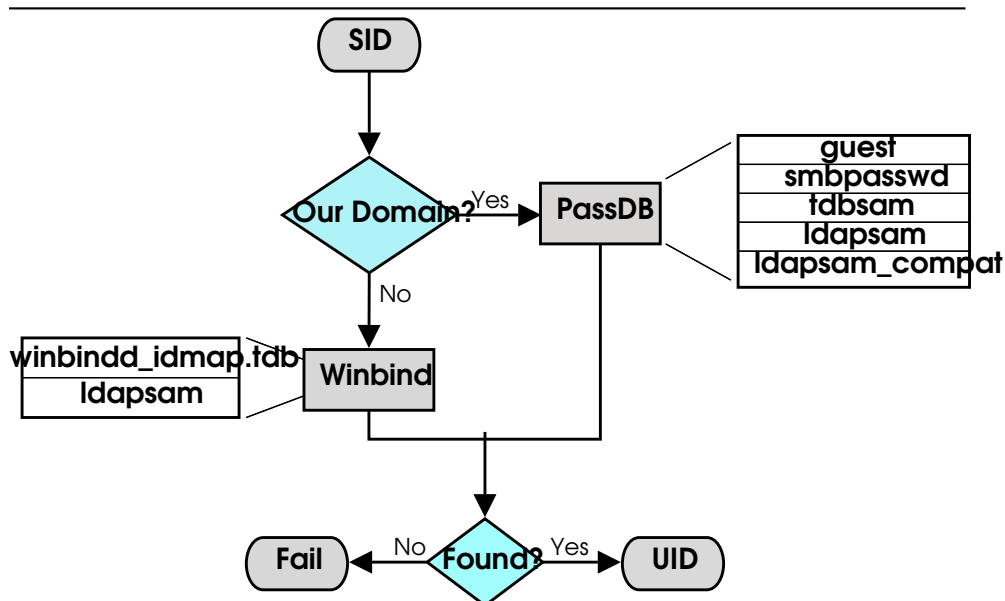 SID
guest
smbpasswd
Our Domain?
Yes
PassDB
tdbsam
ldapsam
ldapsam_compat
No
winbindd_idmap.tdb
Winbind
ldapsam
No
Found?
Yes
Fail
UID